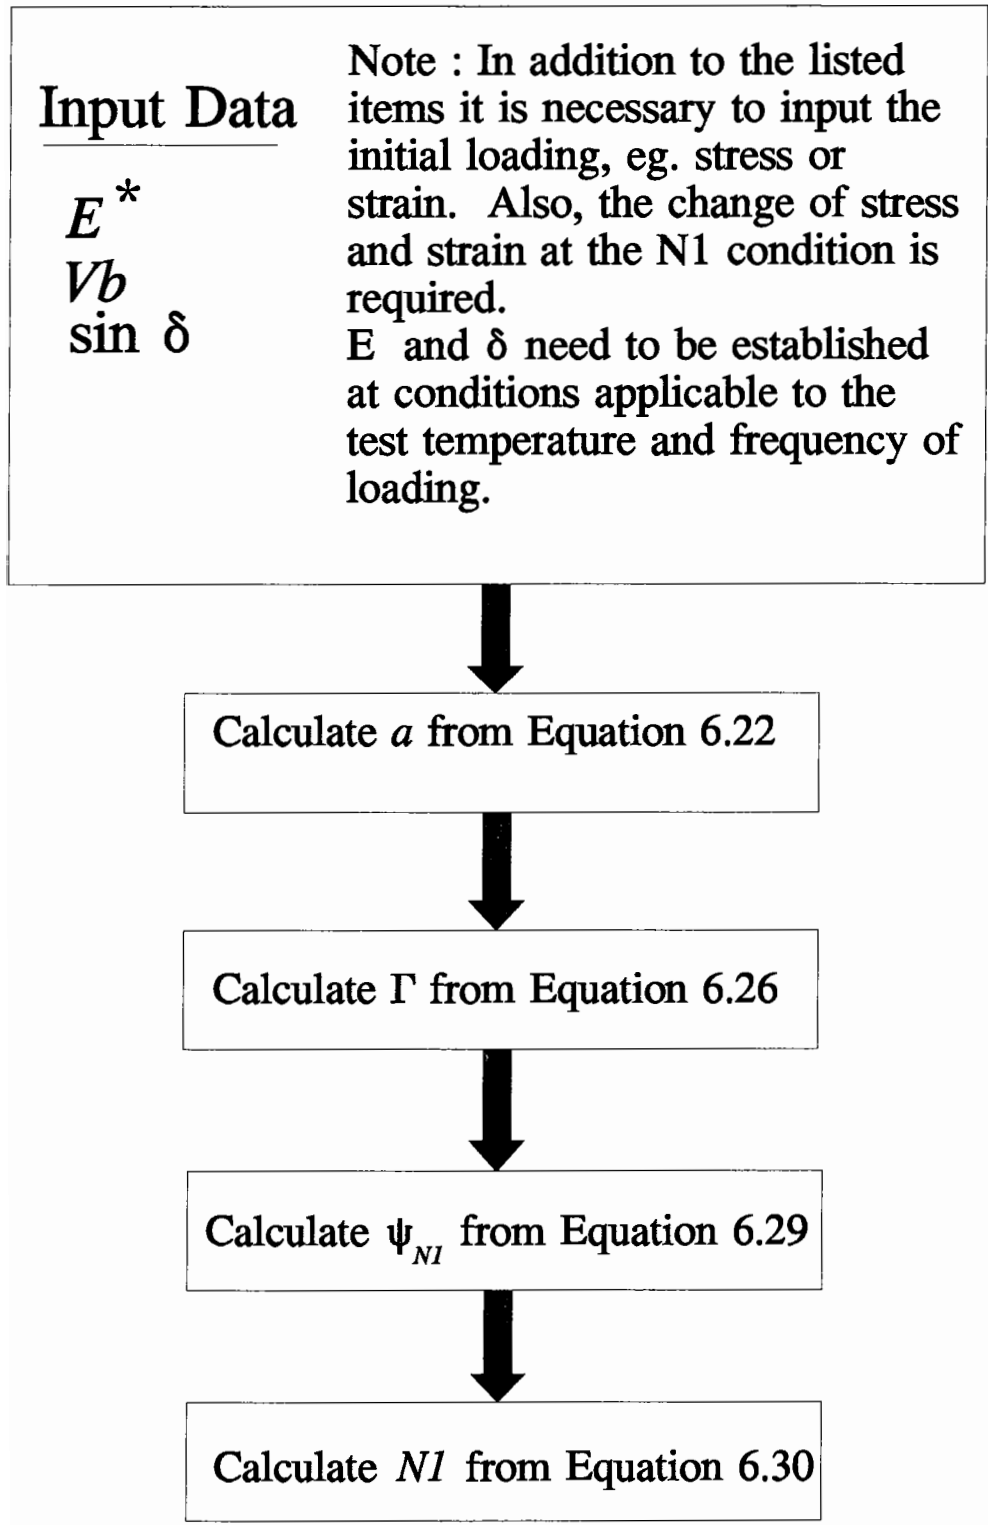 Input Data
E*
Vb
sin δ
Note : In addition to the listed
items it is necessary to input the
initial loading, eg. stress or
strain. Also, the change of stress
and strain at the N1 condition is
required.
E and δ need to be established
at conditions applicable to the
test temperature and frequency of
loading.
Calculate a from Equation 6.22
Calculate Γ from Equation 6.26
Calculate ψN1 from Equation 6.29
Calculate N1 from Equation 6.30